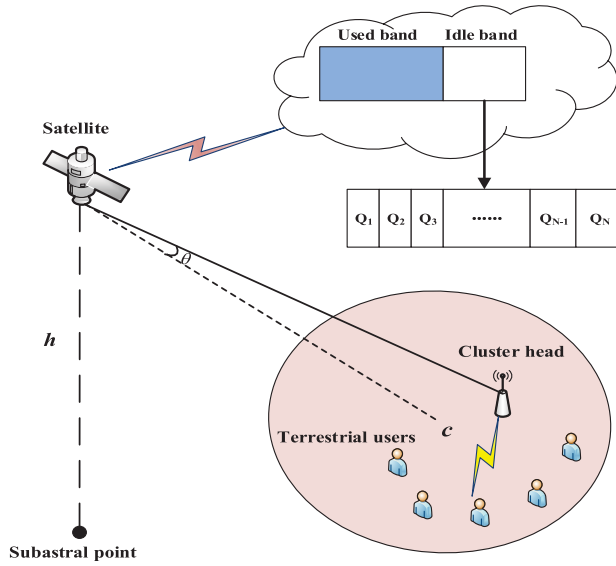 Used band Idle band
Satellite
Q1 Q2 Q3 ...... QN-1 QN
θ
h
Cluster head
c
Terrestrial users
Subastral point